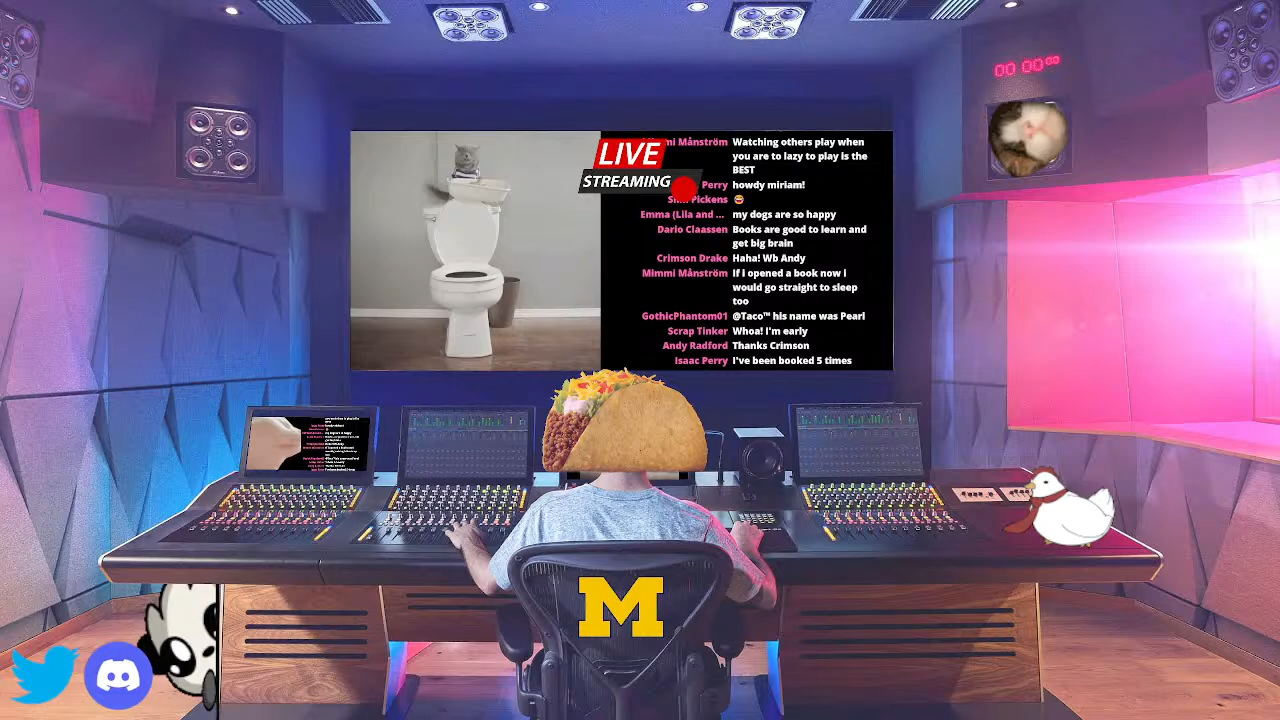 00 00 00
LIVE
STREAMING
Månström Watching others play when
you are to lazy to play is the
BEST
Perry howdy miriam!
Pickens
Emma (Lila and ... my dogs are so happy
Dario Claassen Books are good to learn and
get big brain
Crimson Drake Haha! Wb Andy
Mimmi Månström If I opened a book now I
would go straight to sleep
too
GothicPhantom01 @Taco™ his name was Pearl
Scrap Tinker Whoa! I'm early
Andy Radford Thanks Crimson
Isaac Perry I've been booked 5 times
M